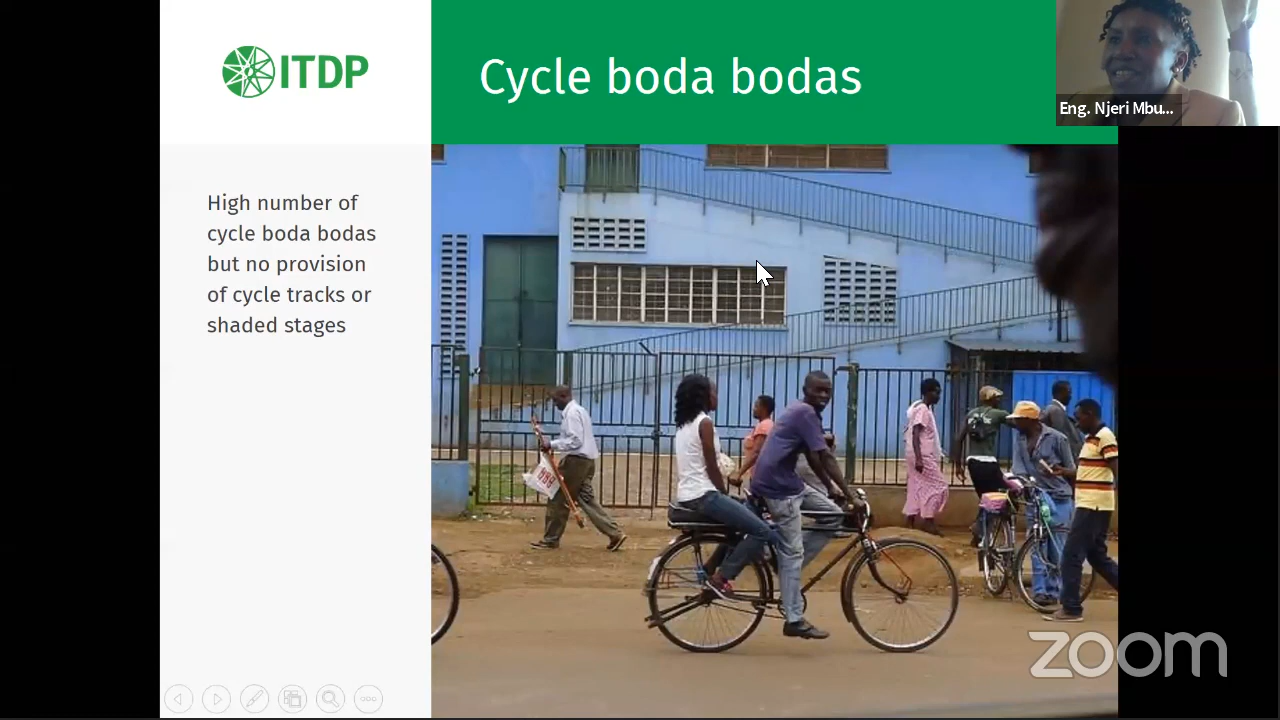 ITDP
Cycle boda bodas
Eng. Njeri Mbu...
High number of
cycle boda bodas
but no provision
of cycle tracks or
shaded stages
zoom